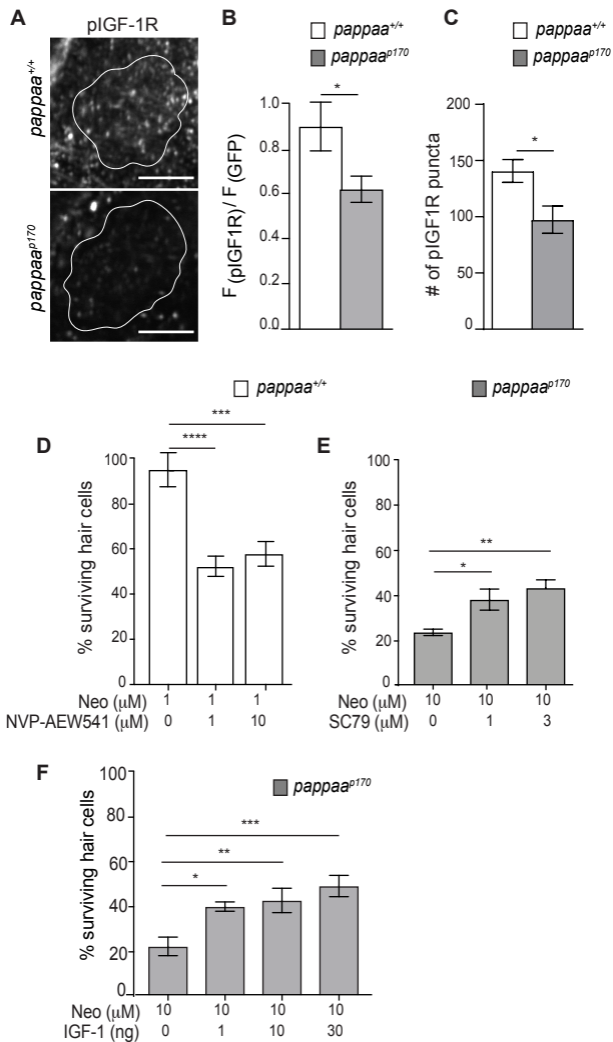 A
pIGF-1R
pappaa+/+
pappaap170
B
pappaa+/+
pappaap170
*
1.0
0.8
0.6
0.4
0.2
0.0
F (pIGF1R) / F (GFP)
C
pappaa+/+
pappaap170
*
200
150
100
50
0
# of pIGF1R puncta
pappaa+/+
pappaap170
D
***
****
100
80
60
40
20
0
% surviving hair cells
Neo (µM) 1 1 1
NVP-AEW541 (µM) 0 1 10
E
**
*
100
80
60
40
20
0
% surviving hair cells
Neo (µM) 10 10 10
SC79 (µM) 0 1 3
F
pappaap170
***
**
*
100
80
60
40
20
0
% surviving hair cells
Neo (µM) 10 10 10 10
IGF-1 (ng) 0 1 10 30